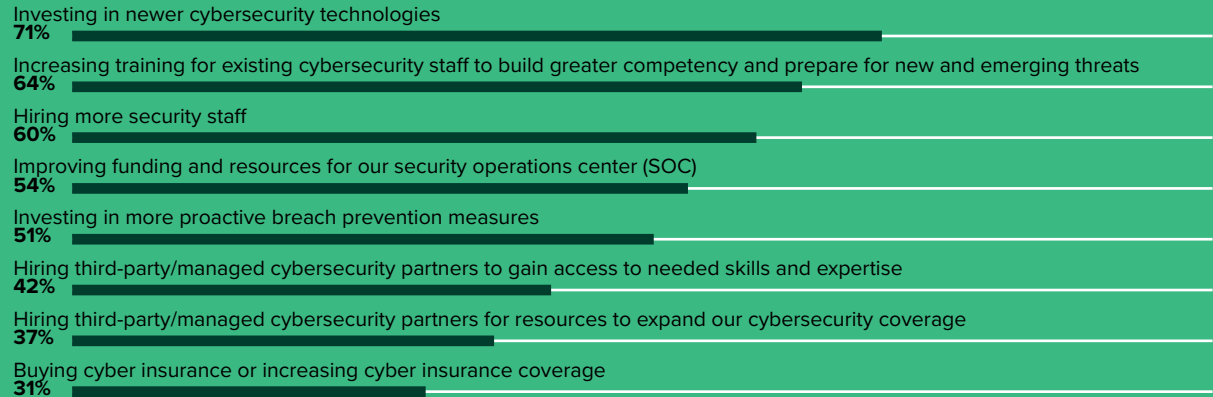 Investing in newer cybersecurity technologies
71%
Increasing training for existing cybersecurity staff to build greater competency and prepare for new and emerging threats
64%
Hiring more security staff
60%
Improving funding and resources for our security operations center (SOC)
54%
Investing in more proactive breach prevention measures
51%
Hiring third-party/managed cybersecurity partners to gain access to needed skills and expertise
42%
Hiring third-party/managed cybersecurity partners for resources to expand our cybersecurity coverage
37%
Buying cyber insurance or increasing cyber insurance coverage
31%